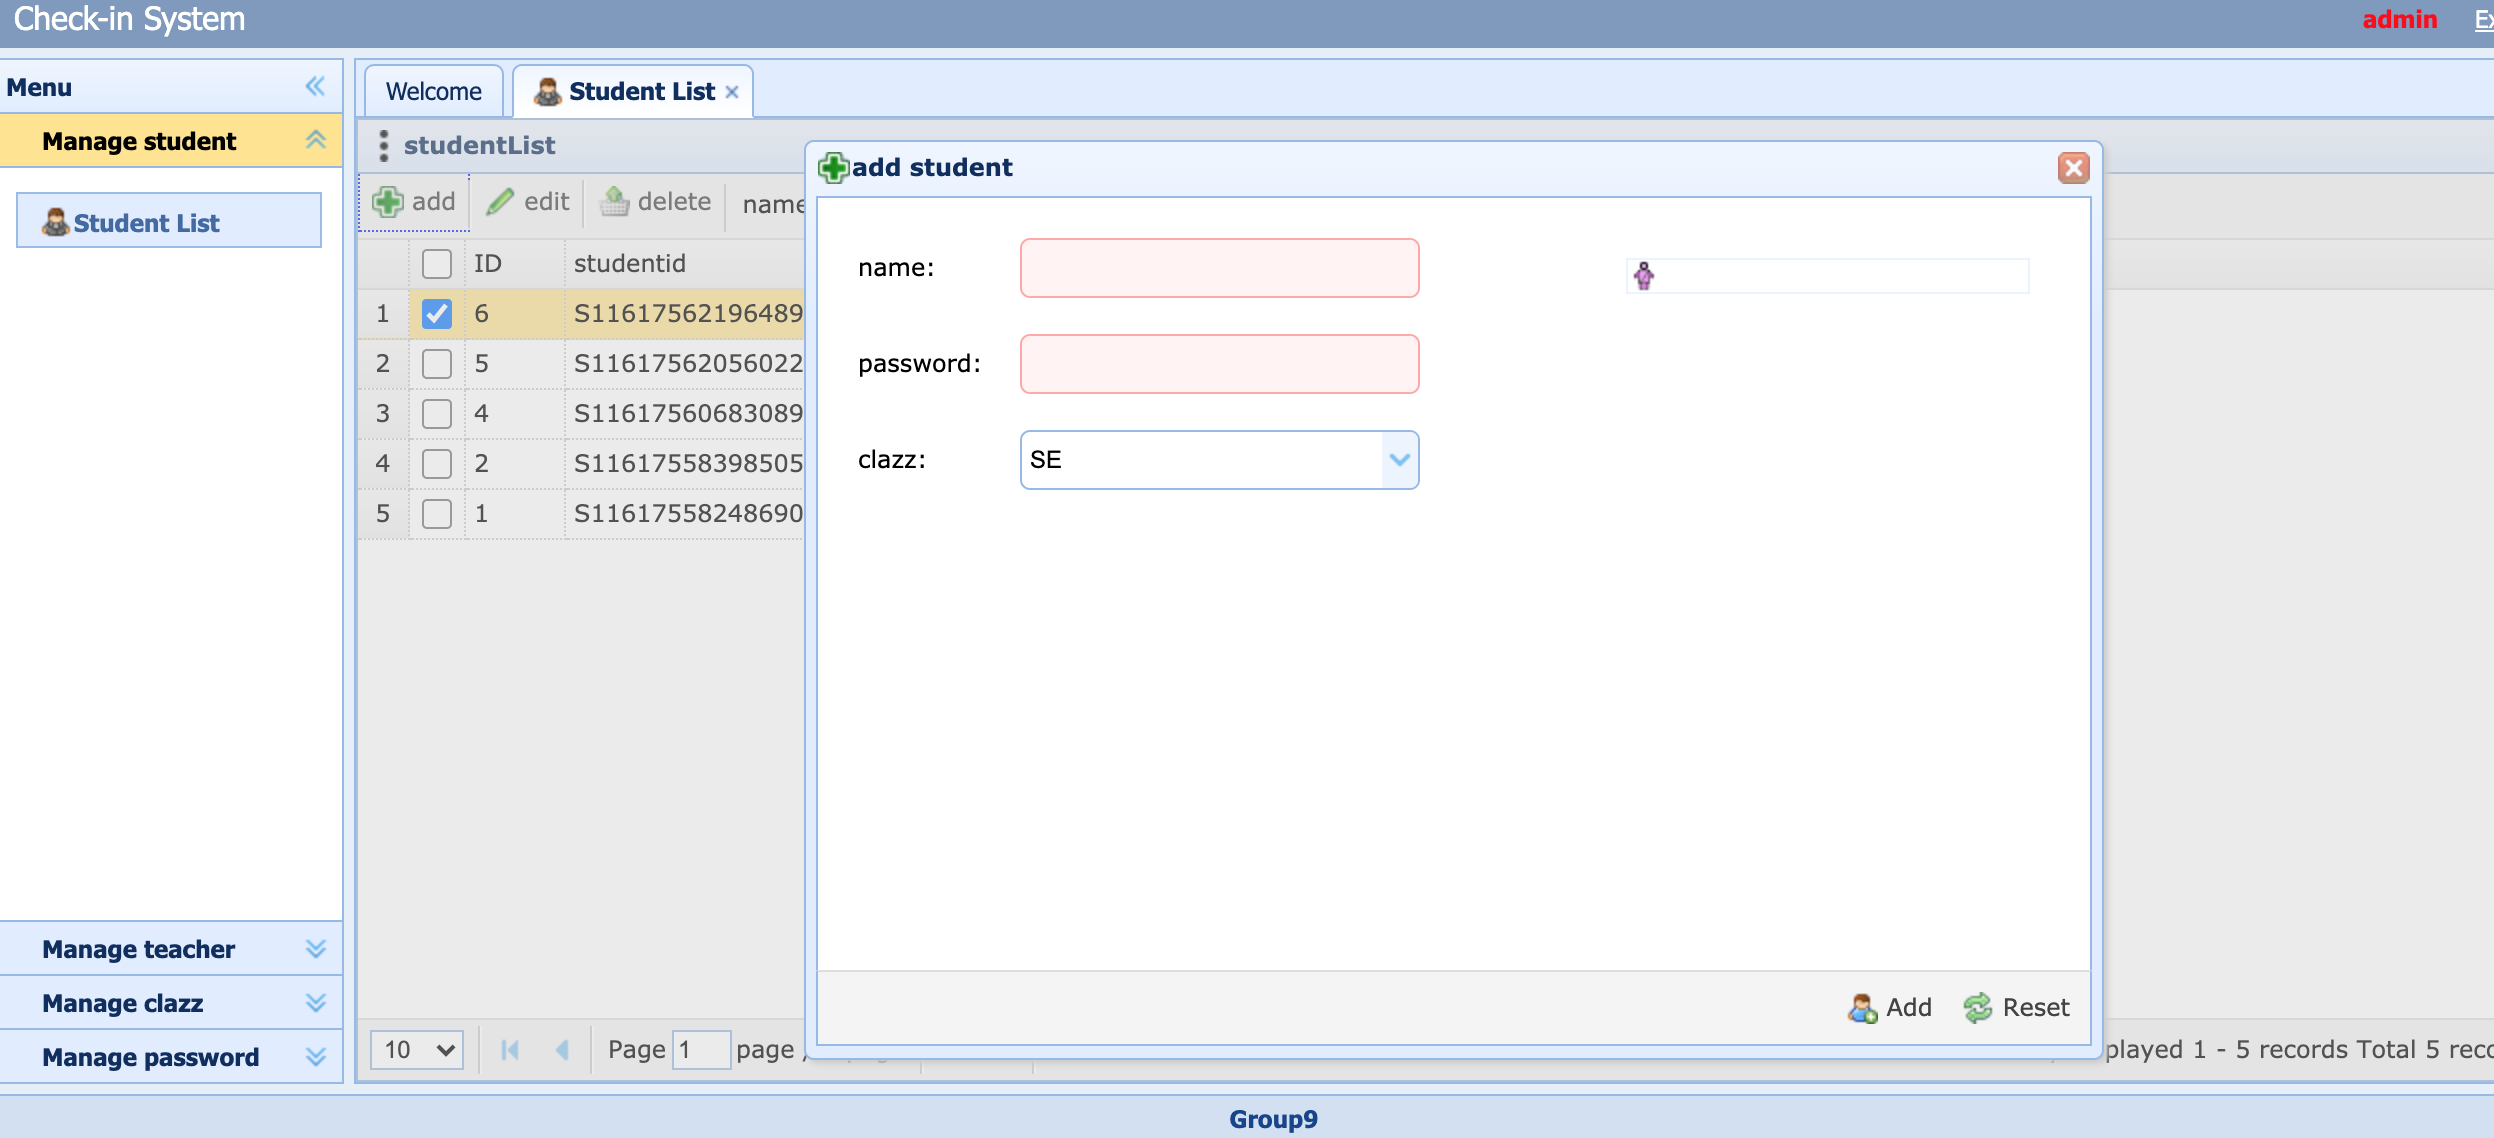 Check-in System
admin
Menu
Manage student
Student List
Manage teacher
Manage clazz
Manage password
Welcome
Student List
studentList
add edit delete name
ID studentid
1 6 S11617562196489
2 5 S11617562056022
3 4 S11617560683089
4 2 S11617558398505
5 1 S11617558248690
add student
name:
password:
clazz: SE
Add Reset
10 Page 1 page
1 - 5 records Total 5
Group9